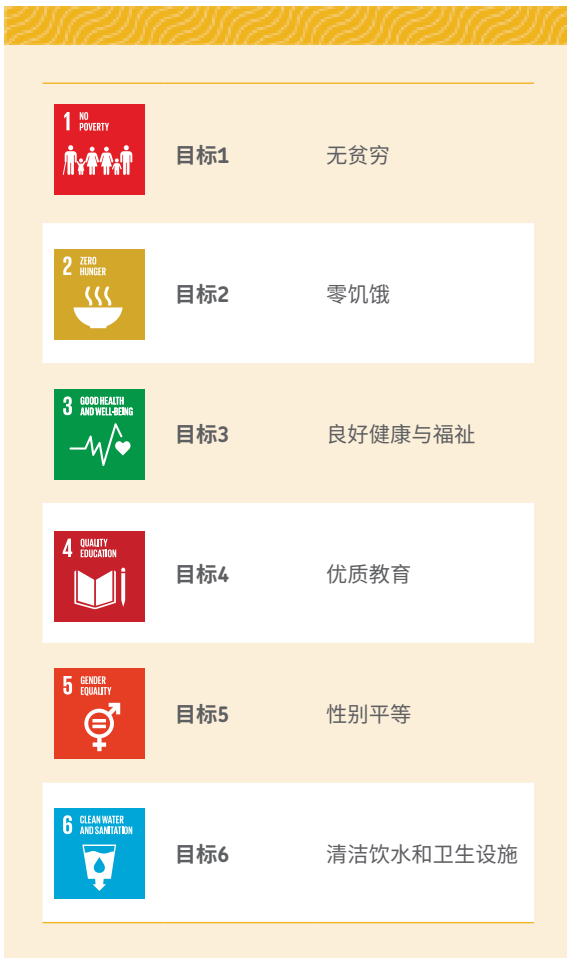 1 NO
POVERTY
目标1 无贫穷
2 ZERO
HUNGER
目标2 零饥饿
3 GOOD HEALTH
AND WELL-BEING
目标3 良好健康与福祉
4 QUALITY
EDUCATION
目标4 优质教育
5 GENDER
EQUALITY
目标5 性别平等
6 CLEAN WATER
AND SANITATION
目标6 清洁饮水和卫生设施